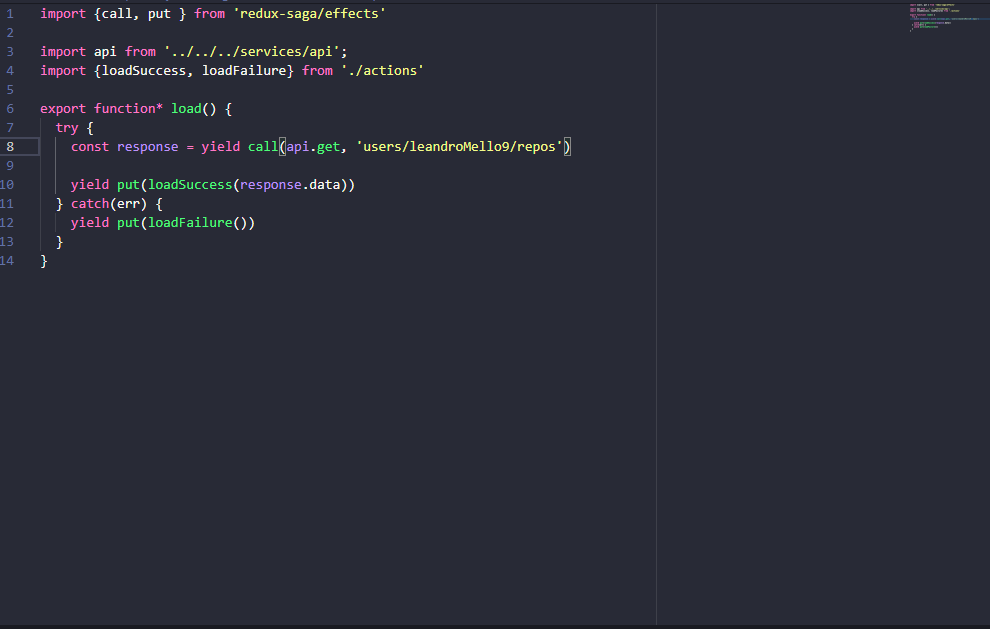 1 import {call, put } from 'redux-saga/effects'
2
3 import api from '../../../services/api';
4 import {loadSuccess, loadFailure} from './actions'
5
6 export function* load() {
7   try {
8     const response = yield call(api.get, 'users/leandroMello9/repos')
9
10     yield put(loadSuccess(response.data))
11   } catch(err) {
12     yield put(loadFailure())
13   }
14 }